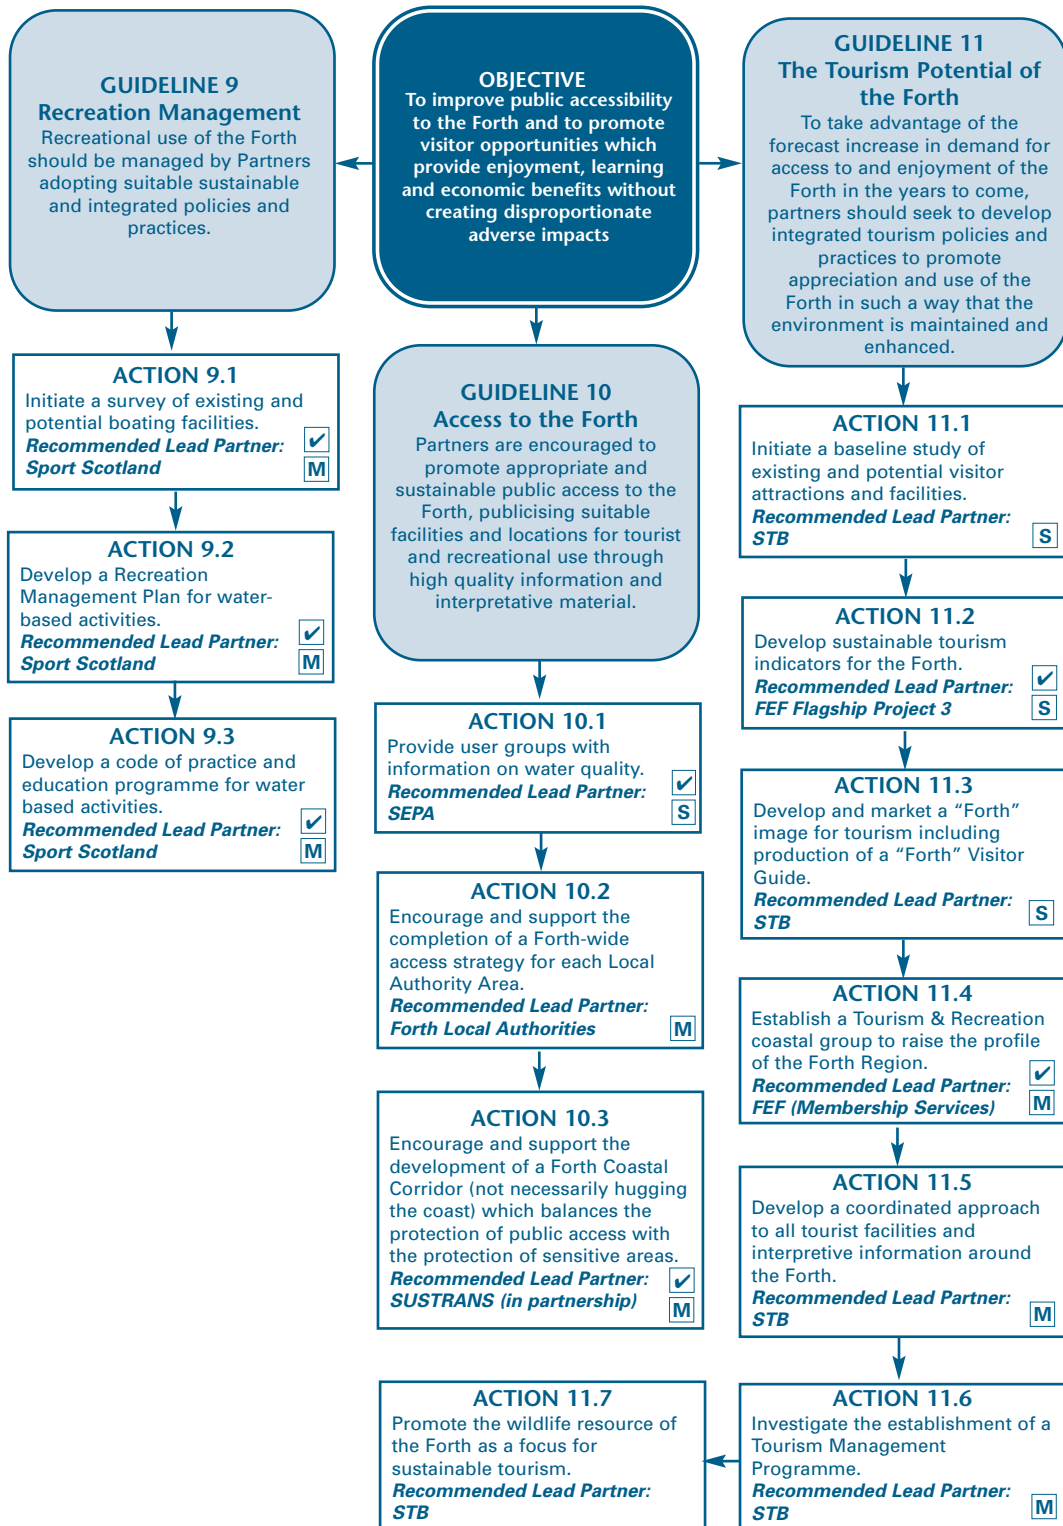 OBJECTIVE
To improve public accessibility
to the Forth and to promote
visitor opportunities which
provide enjoyment, learning
and economic benefits without
creating disproportionate
adverse impacts
GUIDELINE 9
Recreation Management
Recreational use of the Forth
should be managed by Partners
adopting suitable sustainable
and integrated policies and
practices.
ACTION 9.1
Initiate a survey of existing and
potential boating facilities.
Recommended Lead Partner:
Sport Scotland
✔
M
ACTION 9.2
Develop a Recreation
Management Plan for water-
based activities.
Recommended Lead Partner:
Sport Scotland
✔
M
ACTION 9.3
Develop a code of practice and
education programme for water
based activities.
Recommended Lead Partner:
Sport Scotland
✔
M
GUIDELINE 10
Access to the Forth
Partners are encouraged to
promote appropriate and
sustainable public access to the
Forth, publicising suitable
facilities and locations for tourist
and recreational use through
high quality information and
interpretative material.
ACTION 10.1
Provide user groups with
information on water quality.
Recommended Lead Partner:
SEPA
✔
S
ACTION 10.2
Encourage and support the
completion of a Forth-wide
access strategy for each Local
Authority Area.
Recommended Lead Partner:
Forth Local Authorities
M
ACTION 10.3
Encourage and support the
development of a Forth Coastal
Corridor (not necessarily hugging
the coast) which balances the
protection of public access with
the protection of sensitive areas.
Recommended Lead Partner:
SUSTRANS (in partnership)
✔
M
GUIDELINE 11
The Tourism Potential of
the Forth
To take advantage of the
forecast increase in demand for
access to and enjoyment of the
Forth in the years to come,
partners should seek to develop
integrated tourism policies and
practices to promote
appreciation and use of the
Forth in such a way that the
environment is maintained and
enhanced.
ACTION 11.1
Initiate a baseline study of
existing and potential visitor
attractions and facilities.
Recommended Lead Partner:
STB
S
ACTION 11.2
Develop sustainable tourism
indicators for the Forth.
Recommended Lead Partner:
FEF Flagship Project 3
✔
S
ACTION 11.3
Develop and market a “Forth”
image for tourism including
production of a “Forth” Visitor
Guide.
Recommended Lead Partner:
STB
S
ACTION 11.4
Establish a Tourism & Recreation
coastal group to raise the profile
of the Forth Region.
Recommended Lead Partner:
FEF (Membership Services)
✔
M
ACTION 11.5
Develop a coordinated approach
to all tourist facilities and
interpretive information around
the Forth.
Recommended Lead Partner:
STB
M
ACTION 11.6
Investigate the establishment of a
Tourism Management
Programme.
Recommended Lead Partner:
STB
M
ACTION 11.7
Promote the wildlife resource of
the Forth as a focus for
sustainable tourism.
Recommended Lead Partner:
STB